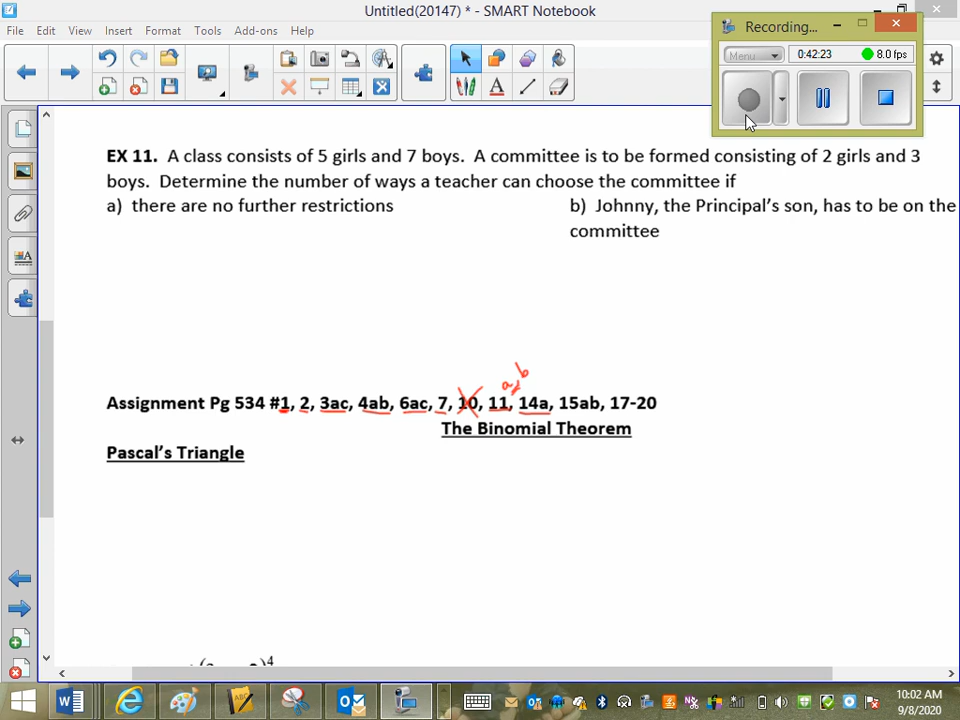 Untitled(20147) * - SMART Notebook
File Edit View Insert Format Tools Add-ons Help
Recording...
Menu 0:42:23 8.0 fps
EX 11. A class consists of 5 girls and 7 boys. A committee is to be formed consisting of 2 girls and 3
boys. Determine the number of ways a teacher can choose the committee if
a) there are no further restrictions
b) Johnny, the Principal's son, has to be on the
committee
a, b
Assignment Pg 534 #1, 2, 3ac, 4ab, 6ac, 7, 10, 11, 14a, 15ab, 17-20
The Binomial Theorem
Pascal's Triangle
10:02 AM
9/8/2020